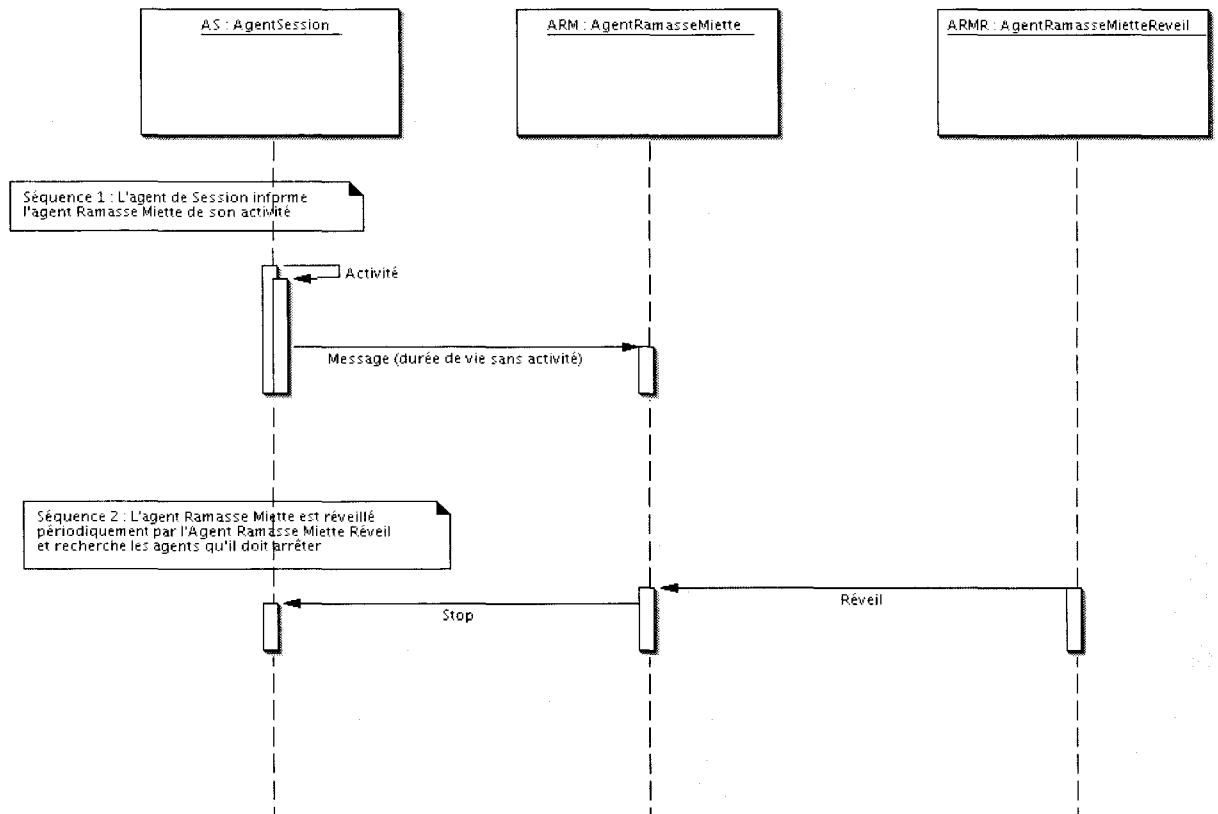 AS : AgentSession
ARM : AgentRamasseMiette
ARMR : AgentRamasseMietteReveil
Séquence 1 : L'agent de Session informe
l'agent Ramasse Miette de son activité
Activité
Message (durée de vie sans activité)
Séquence 2 : L'agent Ramasse Miette est réveillé
périodiquement par l'Agent Ramasse Miette Réveil
et recherche les agents qu'il doit arrêter
Réveil
Stop